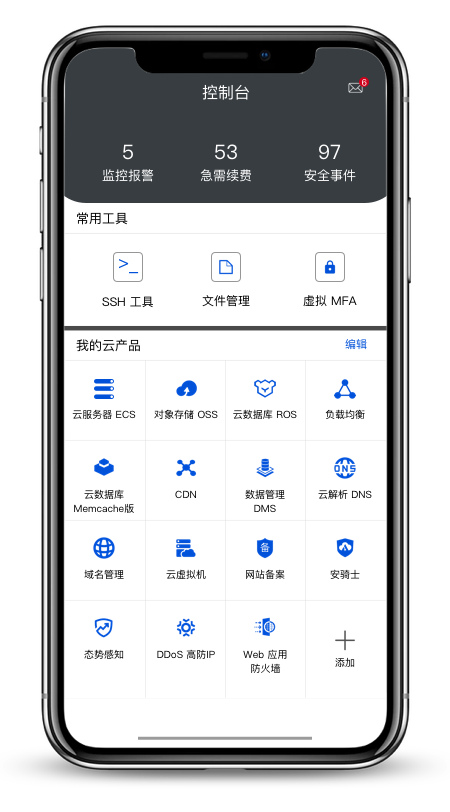 控制台
6
5
53
97
监控报警
急需续费
安全事件
常用工具
>_
SSH 工具
文件管理
虚拟 MFA
我的云产品
编辑
云服务器 ECS
对象存储 OSS
云数据库 ROS
负载均衡
云数据库
Memcache版
CDN
数据管理
DMS
DNS
云解析 DNS
域名管理
云虚拟机
备
网站备案
安骑士
态势感知
DDoS 高防IP
Web 应用
防火墙
添加